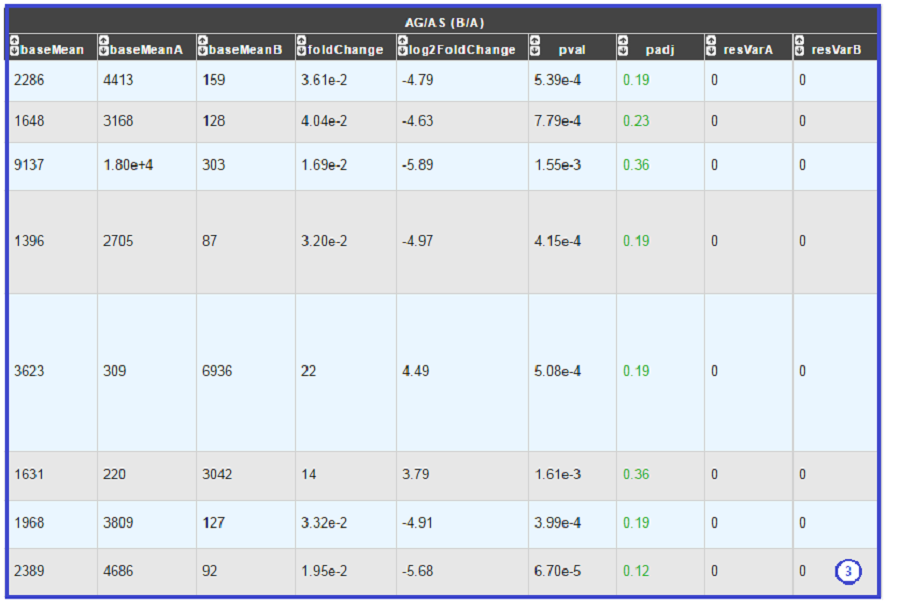 AG/AS (B/A)
baseMean baseMeanA baseMeanB foldChange log2FoldChange pval padj resVarA resVarB
2286 4413 159 3.61e-2 -4.79 5.39e-4 0.19 0 0
1648 3168 128 4.04e-2 -4.63 7.79e-4 0.23 0 0
9137 1.80e+4 303 1.69e-2 -5.89 1.55e-3 0.36 0 0
1396 2705 87 3.20e-2 -4.97 4.15e-4 0.19 0 0
3623 309 6936 22 4.49 5.08e-4 0.19 0 0
1631 220 3042 14 3.79 1.61e-3 0.36 0 0
1968 3809 127 3.32e-2 -4.91 3.99e-4 0.19 0 0
2389 4686 92 1.95e-2 -5.68 6.70e-5 0.12 0 0 3